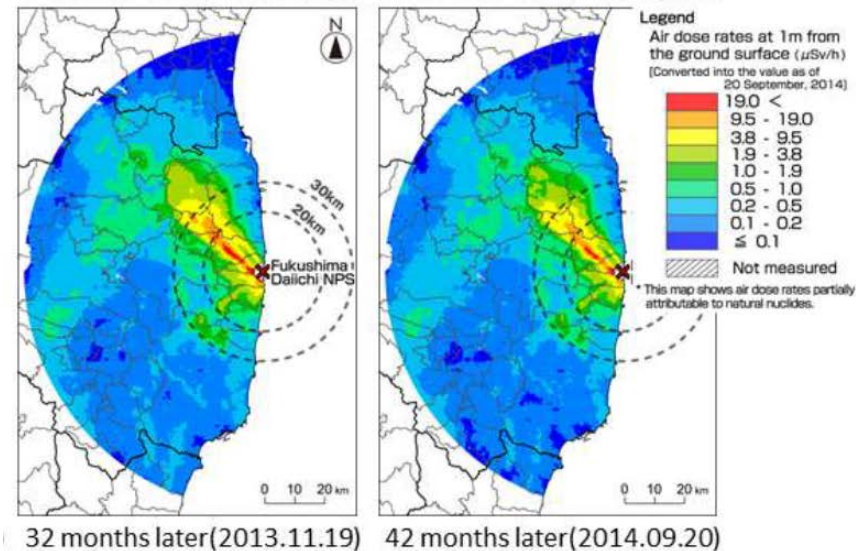 N
30km
20km
Fukushima
Daiichi NPS
0 10 20 km
32 months later(2013.11.19)
0 10 20 km
42 months later(2014.09.20)
Legend
Air dose rates at 1m from
the ground surface (μSv/h)
[Converted into the value as of
20 September, 2014]
19.0 <
9.5 - 19.0
3.8 - 9.5
1.9 - 3.8
1.0 - 1.9
0.5 - 1.0
0.2 - 0.5
0.1 - 0.2
≦ 0.1
Not measured
This map shows air dose rates partially
attributable to natural nuclides.